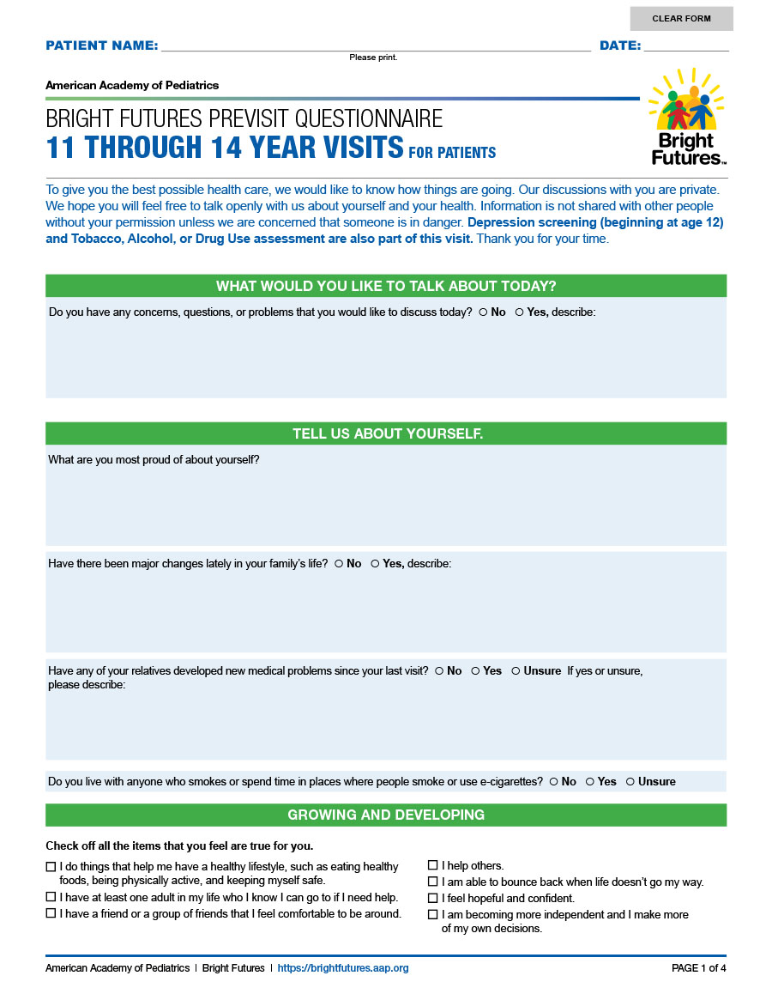 CLEAR FORM
PATIENT NAME: DATE:
Please print.
American Academy of Pediatrics
BRIGHT FUTURES PREVISIT QUESTIONNAIRE
11 THROUGH 14 YEAR VISITS FOR PATIENTS
Bright
Futures™
To give you the best possible health care, we would like to know how things are going. Our discussions with you are private.
We hope you will feel free to talk openly with us about yourself and your health. Information is not shared with other people
without your permission unless we are concerned that someone is in danger. Depression screening (beginning at age 12)
and Tobacco, Alcohol, or Drug Use assessment are also part of this visit. Thank you for your time.
WHAT WOULD YOU LIKE TO TALK ABOUT TODAY?
Do you have any concerns, questions, or problems that you would like to discuss today? ○ No ○ Yes, describe:
TELL US ABOUT YOURSELF.
What are you most proud of about yourself?
Have there been major changes lately in your family’s life? ○ No ○ Yes, describe:
Have any of your relatives developed new medical problems since your last visit? ○ No ○ Yes ○ Unsure If yes or unsure,
please describe:
Do you live with anyone who smokes or spend time in places where people smoke or use e-cigarettes? ○ No ○ Yes ○ Unsure
GROWING AND DEVELOPING
Check off all the items that you feel are true for you.
☐ I do things that help me have a healthy lifestyle, such as eating healthy
foods, being physically active, and keeping myself safe.
☐ I have at least one adult in my life who I know I can go to if I need help.
☐ I have a friend or a group of friends that I feel comfortable to be around.
☐ I help others.
☐ I am able to bounce back when life doesn’t go my way.
☐ I feel hopeful and confident.
☐ I am becoming more independent and I make more
of my own decisions.
American Academy of Pediatrics | Bright Futures | https://brightfutures.aap.org
PAGE 1 of 4